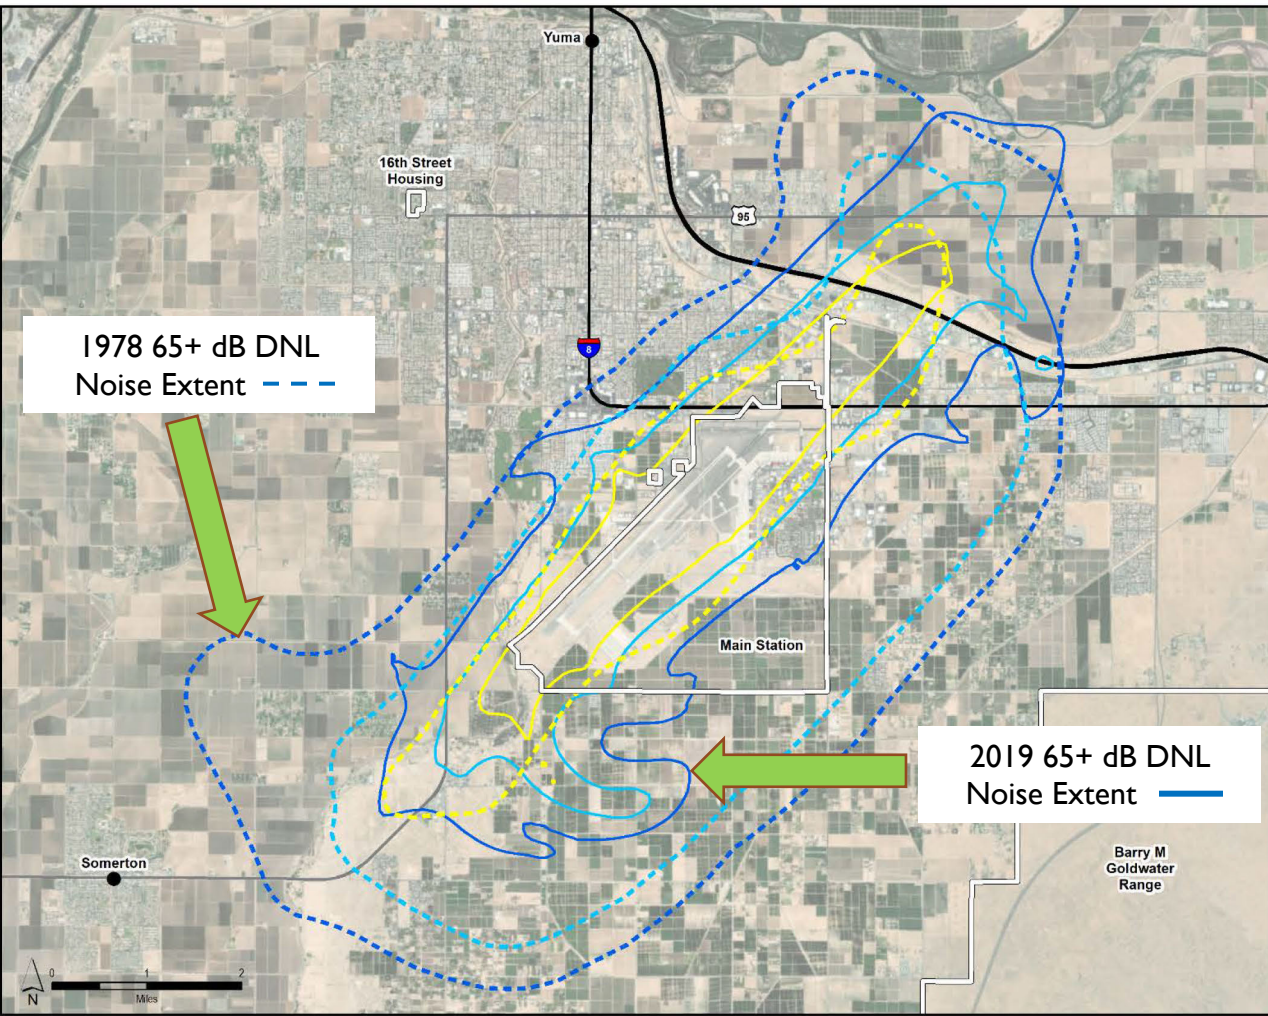 Yuma
16th Street
Housing
95
1978 65+ dB DNL
Noise Extent
8
Main Station
2019 65+ dB DNL
Noise Extent
Somerton
Barry M
Goldwater
Range
0 1 2
Miles
N